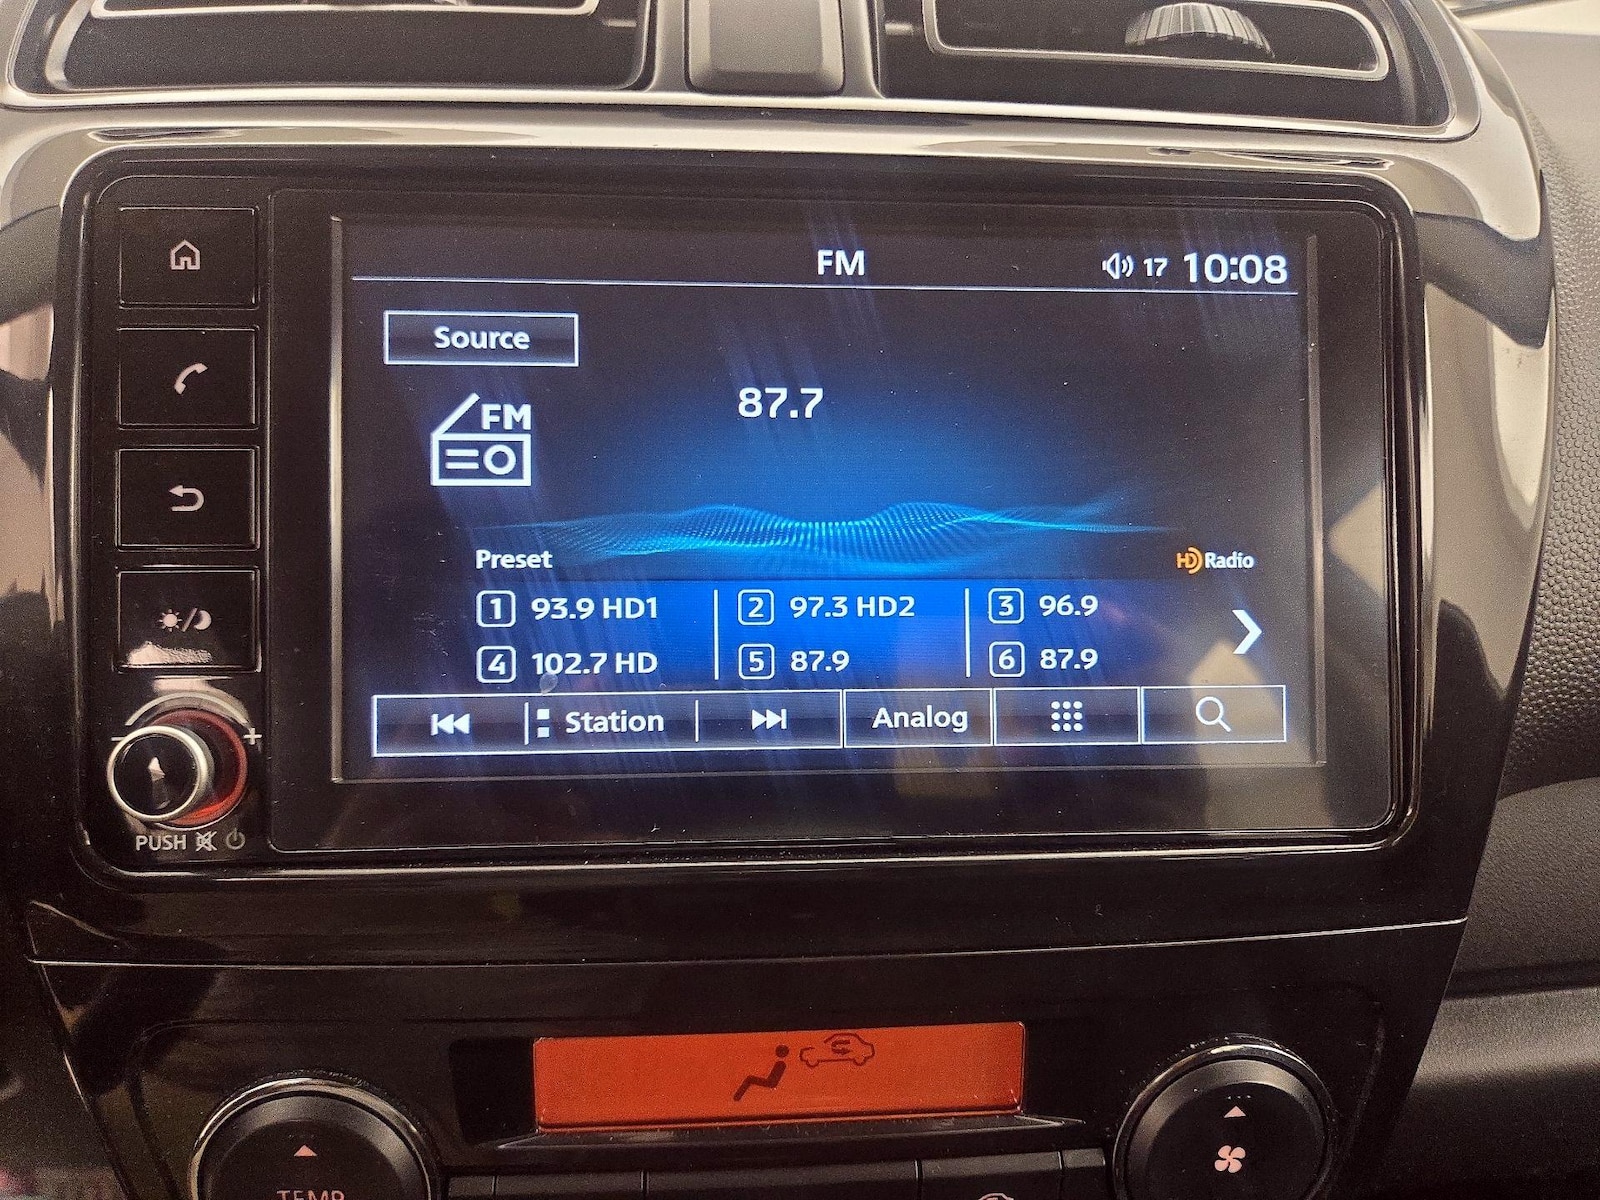 FM
17 10:08
Source
FM
87.7
Preset
HD Radio
1 93.9 HD1 2 97.3 HD2 3 96.9
4 102.7 HD 5 87.9 6 87.9
Station Analog
- +
PUSH
TEMP